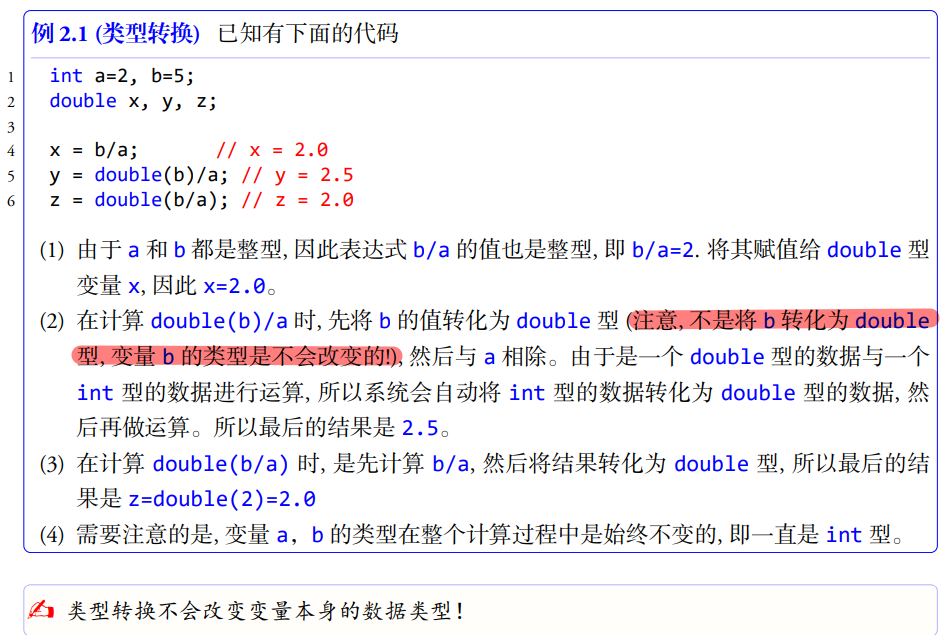 例 2.1 (类型转换) 已知有下面的代码
1 int a=2, b=5;
2 double x, y, z;
3
4 x = b/a; // x = 2.0
5 y = double(b)/a; // y = 2.5
6 z = double(b/a); // z = 2.0
(1) 由于 a 和 b 都是整型, 因此表达式 b/a 的值也是整型, 即 b/a=2. 将其赋值给 double 型
变量 x, 因此 x=2.0。
(2) 在计算 double(b)/a 时, 先将 b 的值转化为 double 型 (注意, 不是将 b 转化为 double
型, 变量 b 的类型是不会改变的!), 然后与 a 相除。由于是一个 double 型的数据与一个
int 型的数据进行运算, 所以系统会自动将 int 型的数据转化为 double 型的数据, 然
后再做运算。所以最后的结果是 2.5。
(3) 在计算 double(b/a) 时, 是先计算 b/a, 然后将结果转化为 double 型, 所以最后的结
果是 z=double(2)=2.0
(4) 需要注意的是, 变量 a, b 的类型在整个计算过程中是始终不变的, 即一直是 int 型。
✍ 类型转换不会改变变量本身的数据类型!